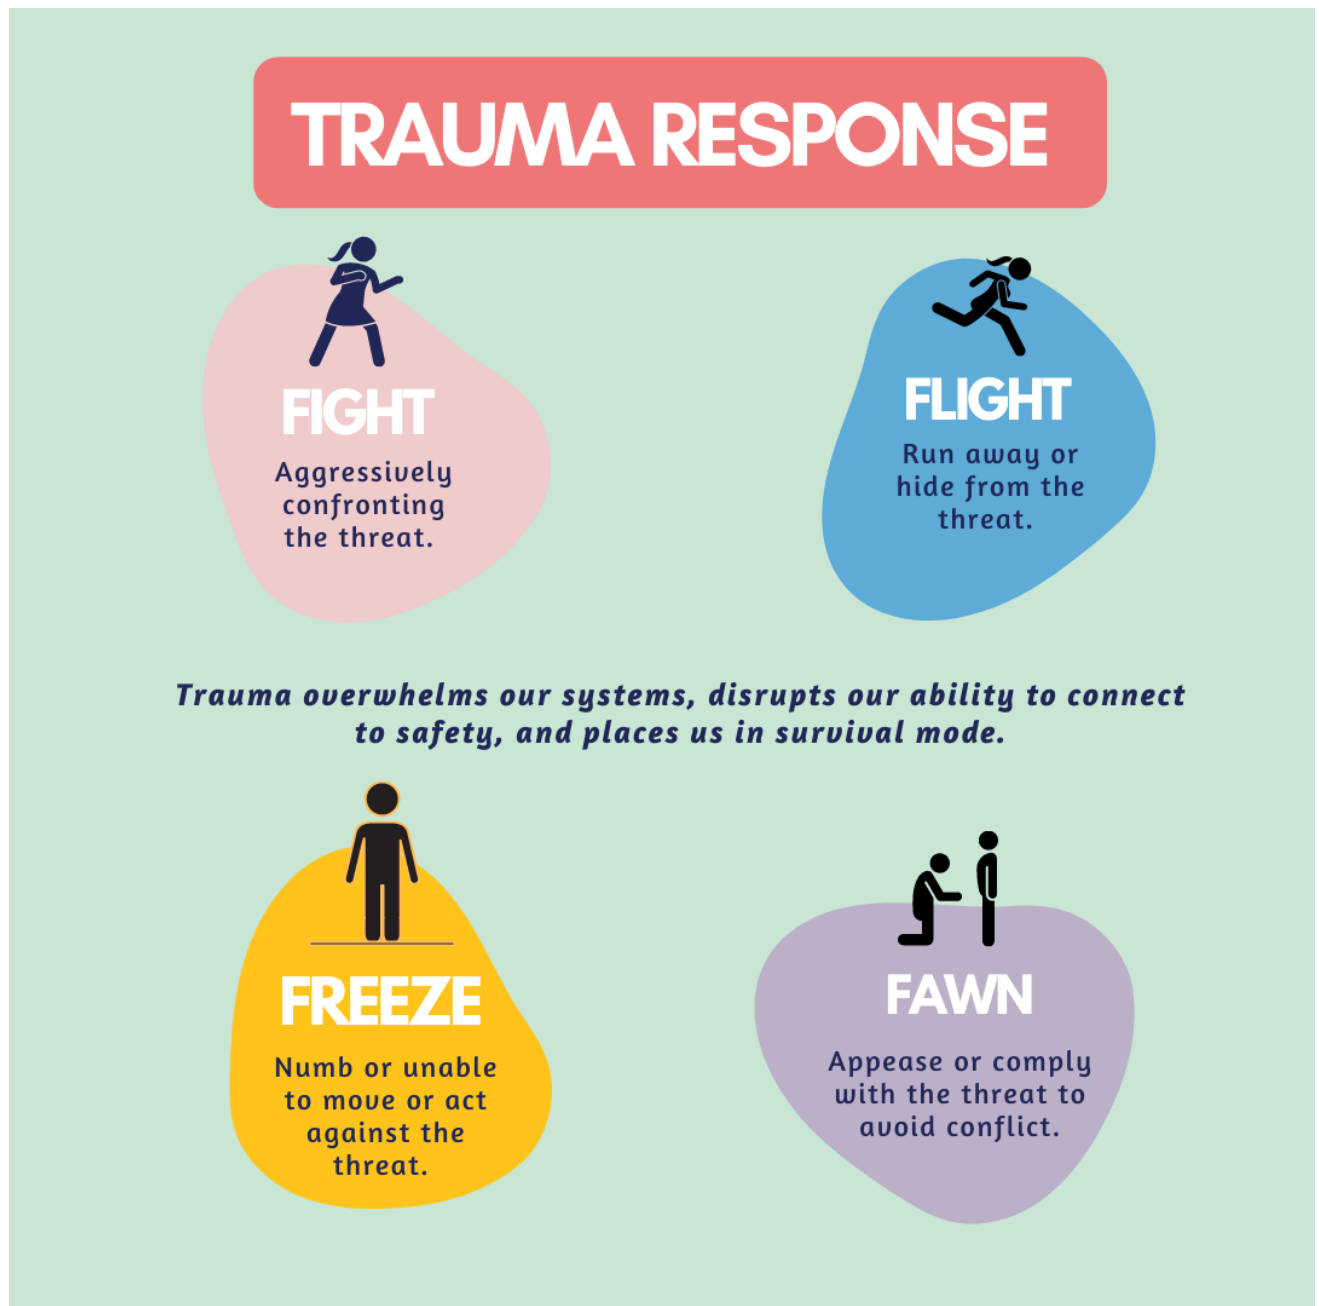 TRAUMA RESPONSE
FIGHT
Aggressively
confronting
the threat.
FLIGHT
Run away or
hide from the
threat.
Trauma overwhelms our systems, disrupts our ability to connect
to safety, and places us in survival mode.
FREEZE
Numb or unable
to move or act
against the
threat.
FAWN
Appease or comply
with the threat to
avoid conflict.